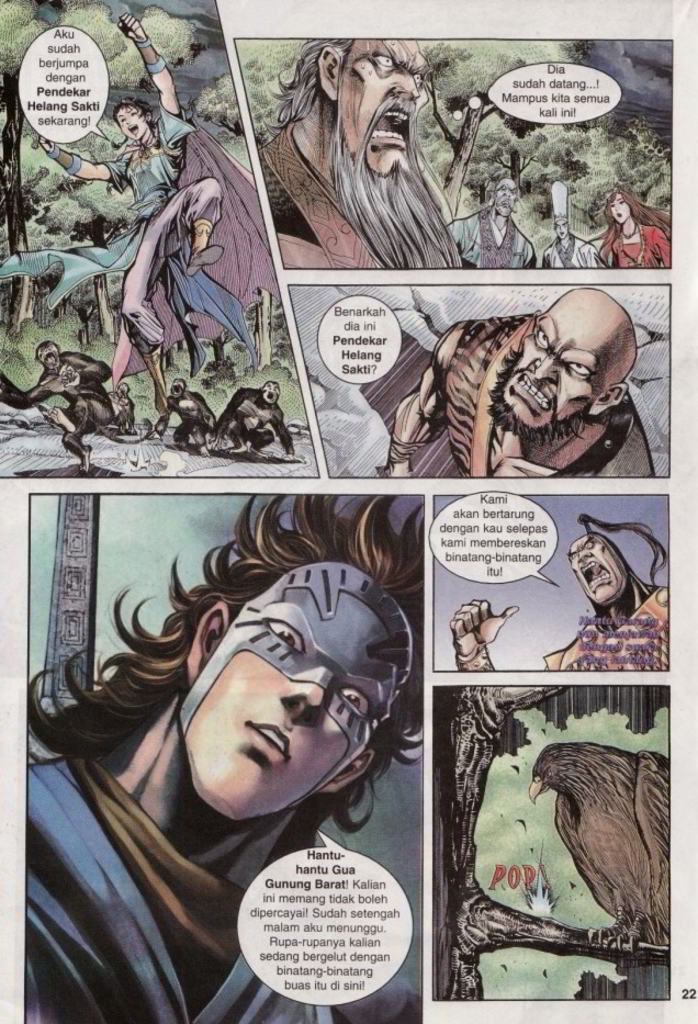 Aku
sudah
berjumpa
dengan
Pendekar
Helang Sakti
sekarang!
Dia
sudah datang...!
Mampus kita semua
kali ini!
Benarkah
dia ini
Pendekar
Helang
Sakti?
Hantu-
hantu Gua
Gunung Barat! Kalian
ini memang tidak boleh
dipercayai! Sudah setengah
malam aku menunggu.
Rupa-rupanya kalian
sedang bergelut dengan
binatang-binatang
buas itu di sini!
Kami
akan bertarung
dengan kau selepas
kami membereskan
binatang-binatang
itu!
POP!
22